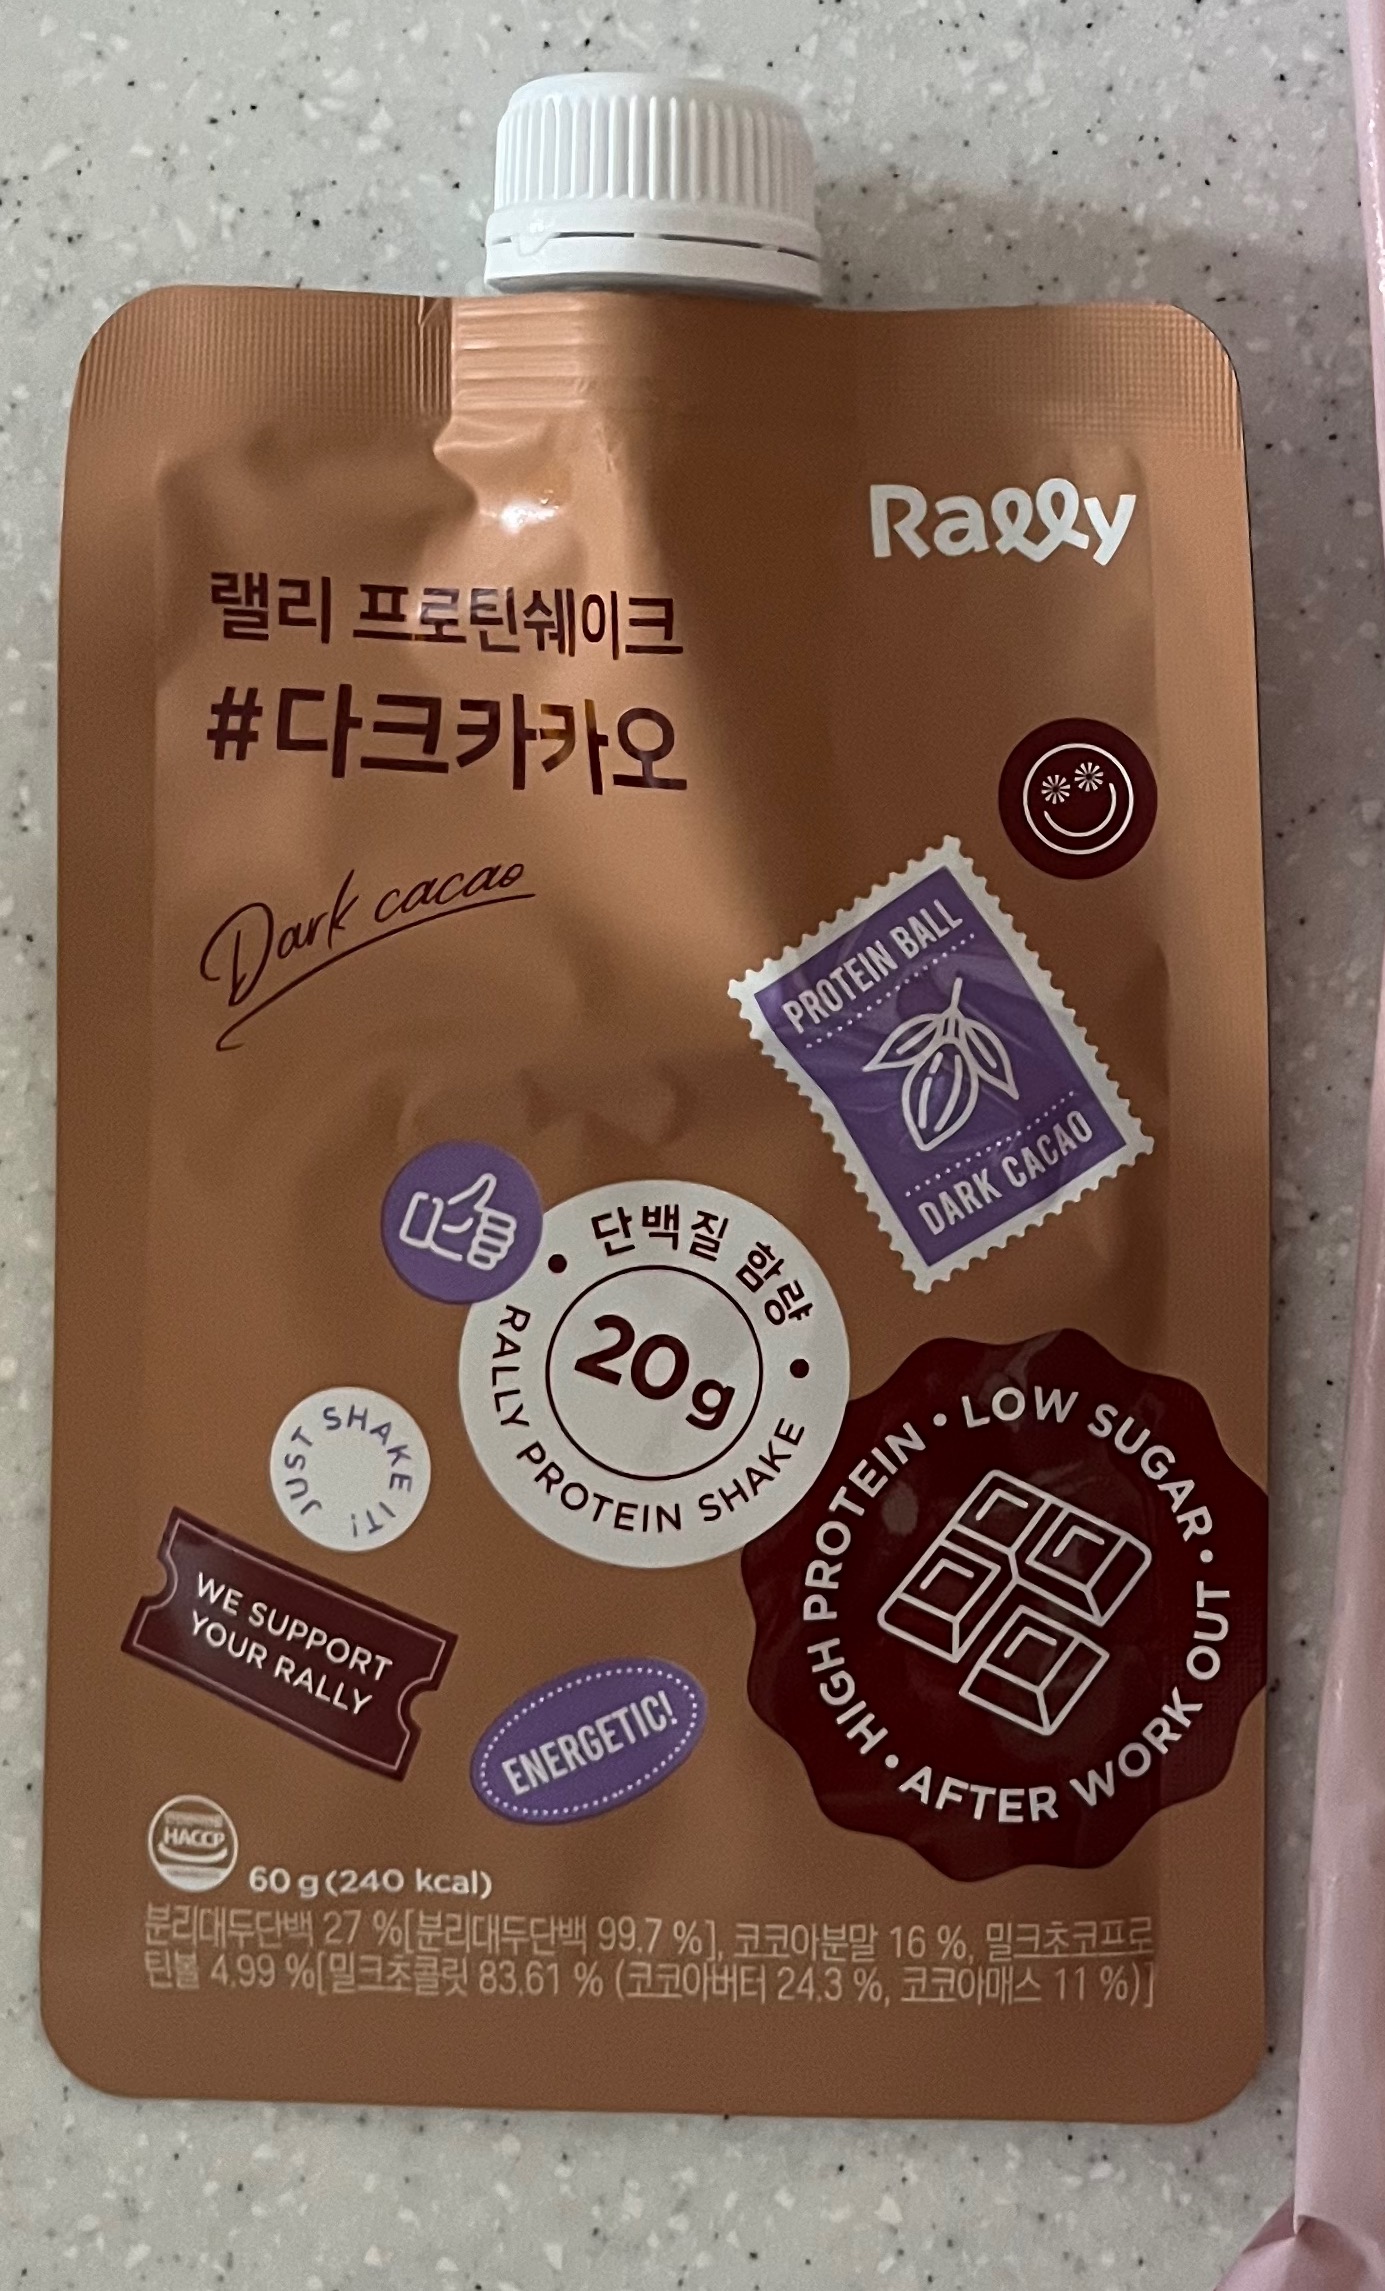 Rally
랠리 프로틴쉐이크
#다크카카오
Dark cacao
PROTEIN BALL
DARK CACAO
단백질 함량
20g
RALLY PROTEIN SHAKE
JUST SHAKE IT!
LOW SUGAR • AFTER WORK OUT • HIGH PROTEIN •
WE SUPPORT
YOUR RALLY
ENERGETIC!
HACCP
60 g (240 kcal)
분리대두단백 27 %[분리대두단백 99.7 %], 코코아분말 16 %, 밀크초코프로
틴볼 4.99 %[밀크초콜릿 83.61 % (코코아버터 24.3 %, 코코아매스 11 %)]